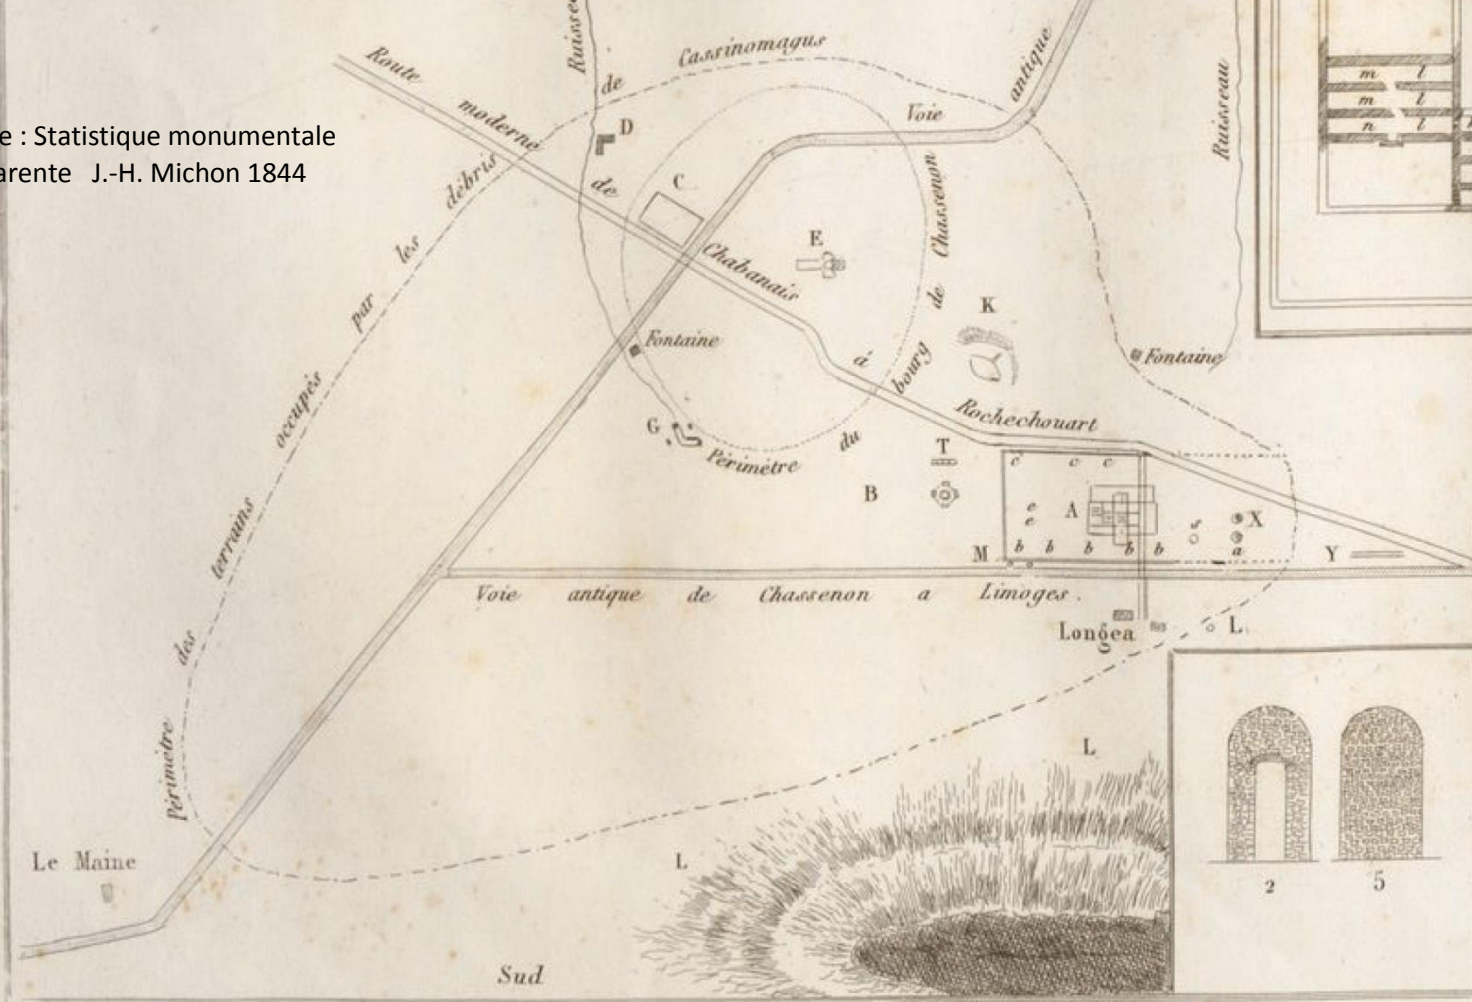 Cassinomagus
de
Route
moderne
de
Chabanais
à
Rochechouart
Voie
antique
Ruisseau
e : Statistique monumentale
arente   J.-H. Michon 1844
D
C
E
K
Fontaine
Fontaine
G
T
B
A
M
X
Y
Périmètre
du
bourg
de
Chassenon
Périmètre
des
terrains
occupés
par
les
débris
c c c
e
e
s
b b b b b
a
Voie antique de Chassenon a Limoges .
Longea
L.
L
L
Le Maine
Sud
m l
m l
n l
2
5